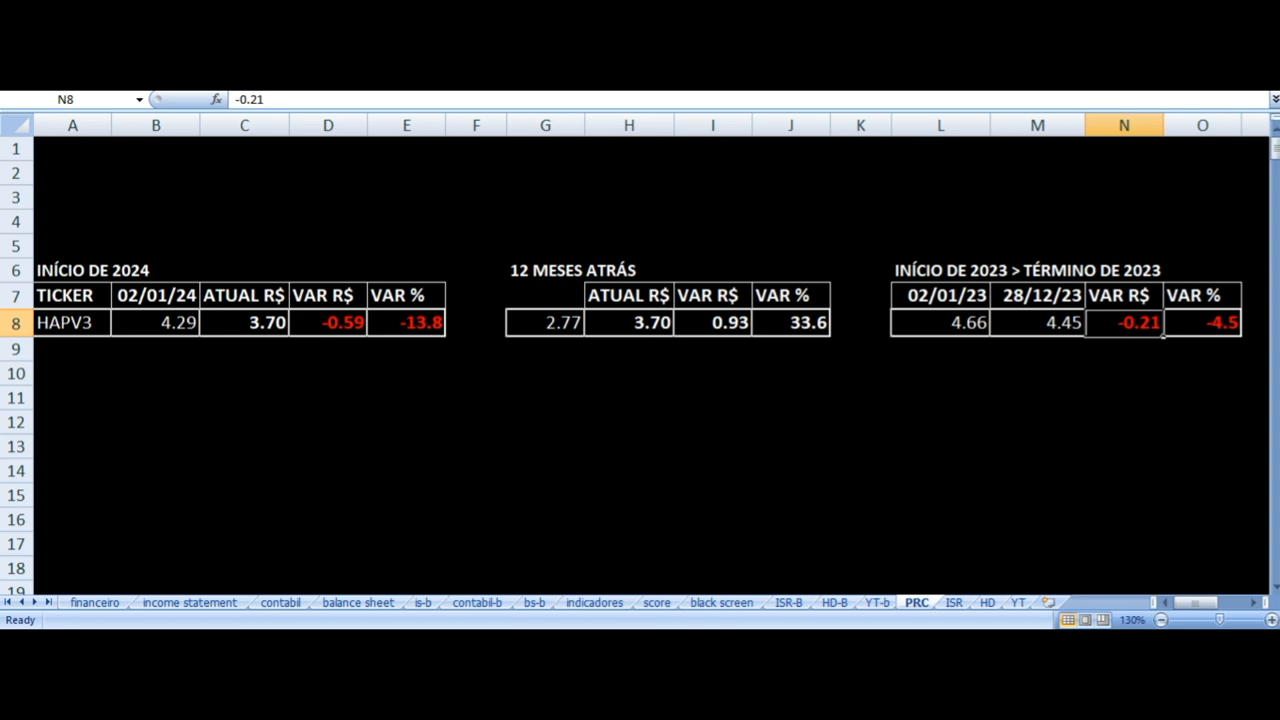 N8 fx -0.21
A B C D E F G H I J K L M N O
1
2
3
4
5
6 INÍCIO DE 2024 12 MESES ATRÁS INÍCIO DE 2023 > TÉRMINO DE 2023
7 TICKER 02/01/24 ATUAL R$ VAR R$ VAR % ATUAL R$ VAR R$ VAR % 02/01/23 28/12/23 VAR R$ VAR %
8 HAPV3 4.29 3.70 -0.59 -13.8 2.77 3.70 0.93 33.6 4.66 4.45 -0.21 -4.5
9
10
11
12
13
14
15
16
17
18
19
financeiro income statement contabil balance sheet is-b contabil-b bs-b indicadores score black screen ISR-B HD-B YT-b PRC ISR HD YT
Ready 130%